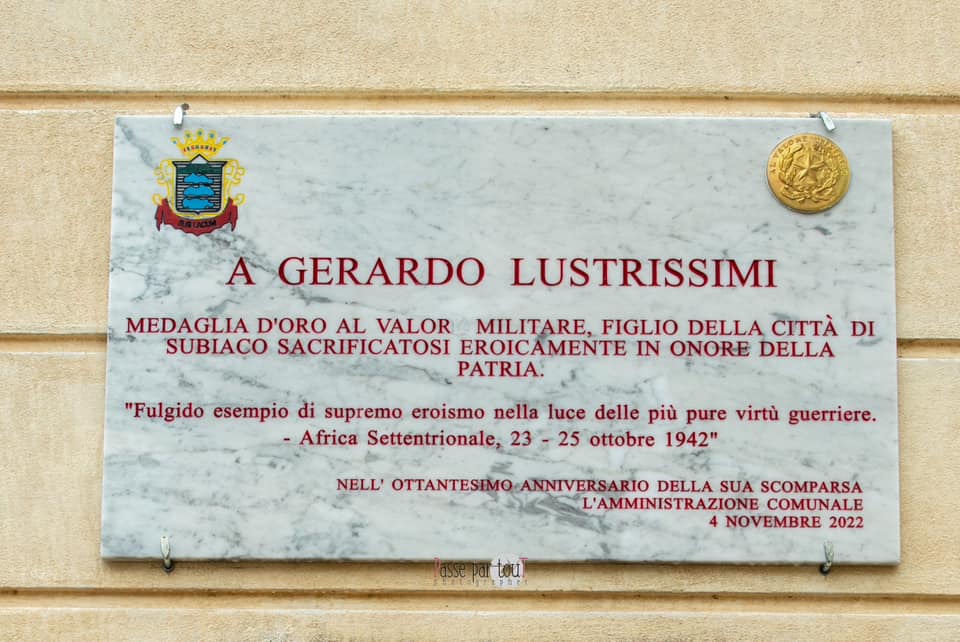 A GERARDO LUSTRISSIMI
MEDAGLIA D'ORO AL VALOR MILITARE, FIGLIO DELLA CITTÀ DI
SUBIACO SACRIFICATOSI EROICAMENTE IN ONORE DELLA
PATRIA.
"Fulgido esempio di supremo eroismo nella luce delle più pure virtù guerriere.
- Africa Settentrionale, 23 - 25 ottobre 1942"
NELL' OTTANTESIMO ANNIVERSARIO DELLA SUA SCOMPARSA
L'AMMINISTRAZIONE COMUNALE
4 NOVEMBRE 2022
Passe par touT
photographer